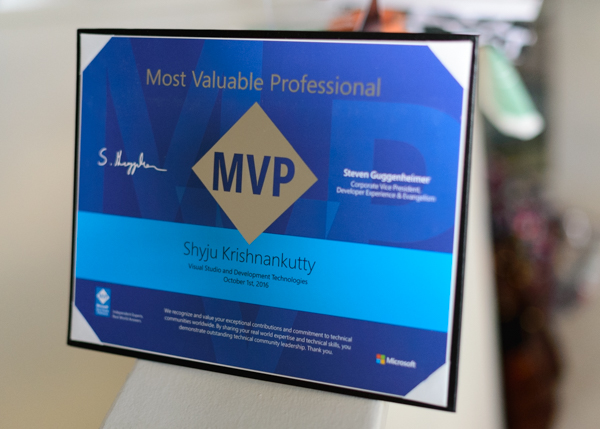 Most Valuable Professional
S. Guggenheimer
MVP
Steven Guggenheimer
Corporate Vice President,
Developer Experience & Evangelism
Shyju Krishnankutty
Visual Studio and Development Technologies
October 1st, 2016
We recognize and value your exceptional contributions and commitment to technical
communities worldwide. By sharing your real world expertise and technical skills, you
demonstrate outstanding technical community leadership. Thank you.
Microsoft